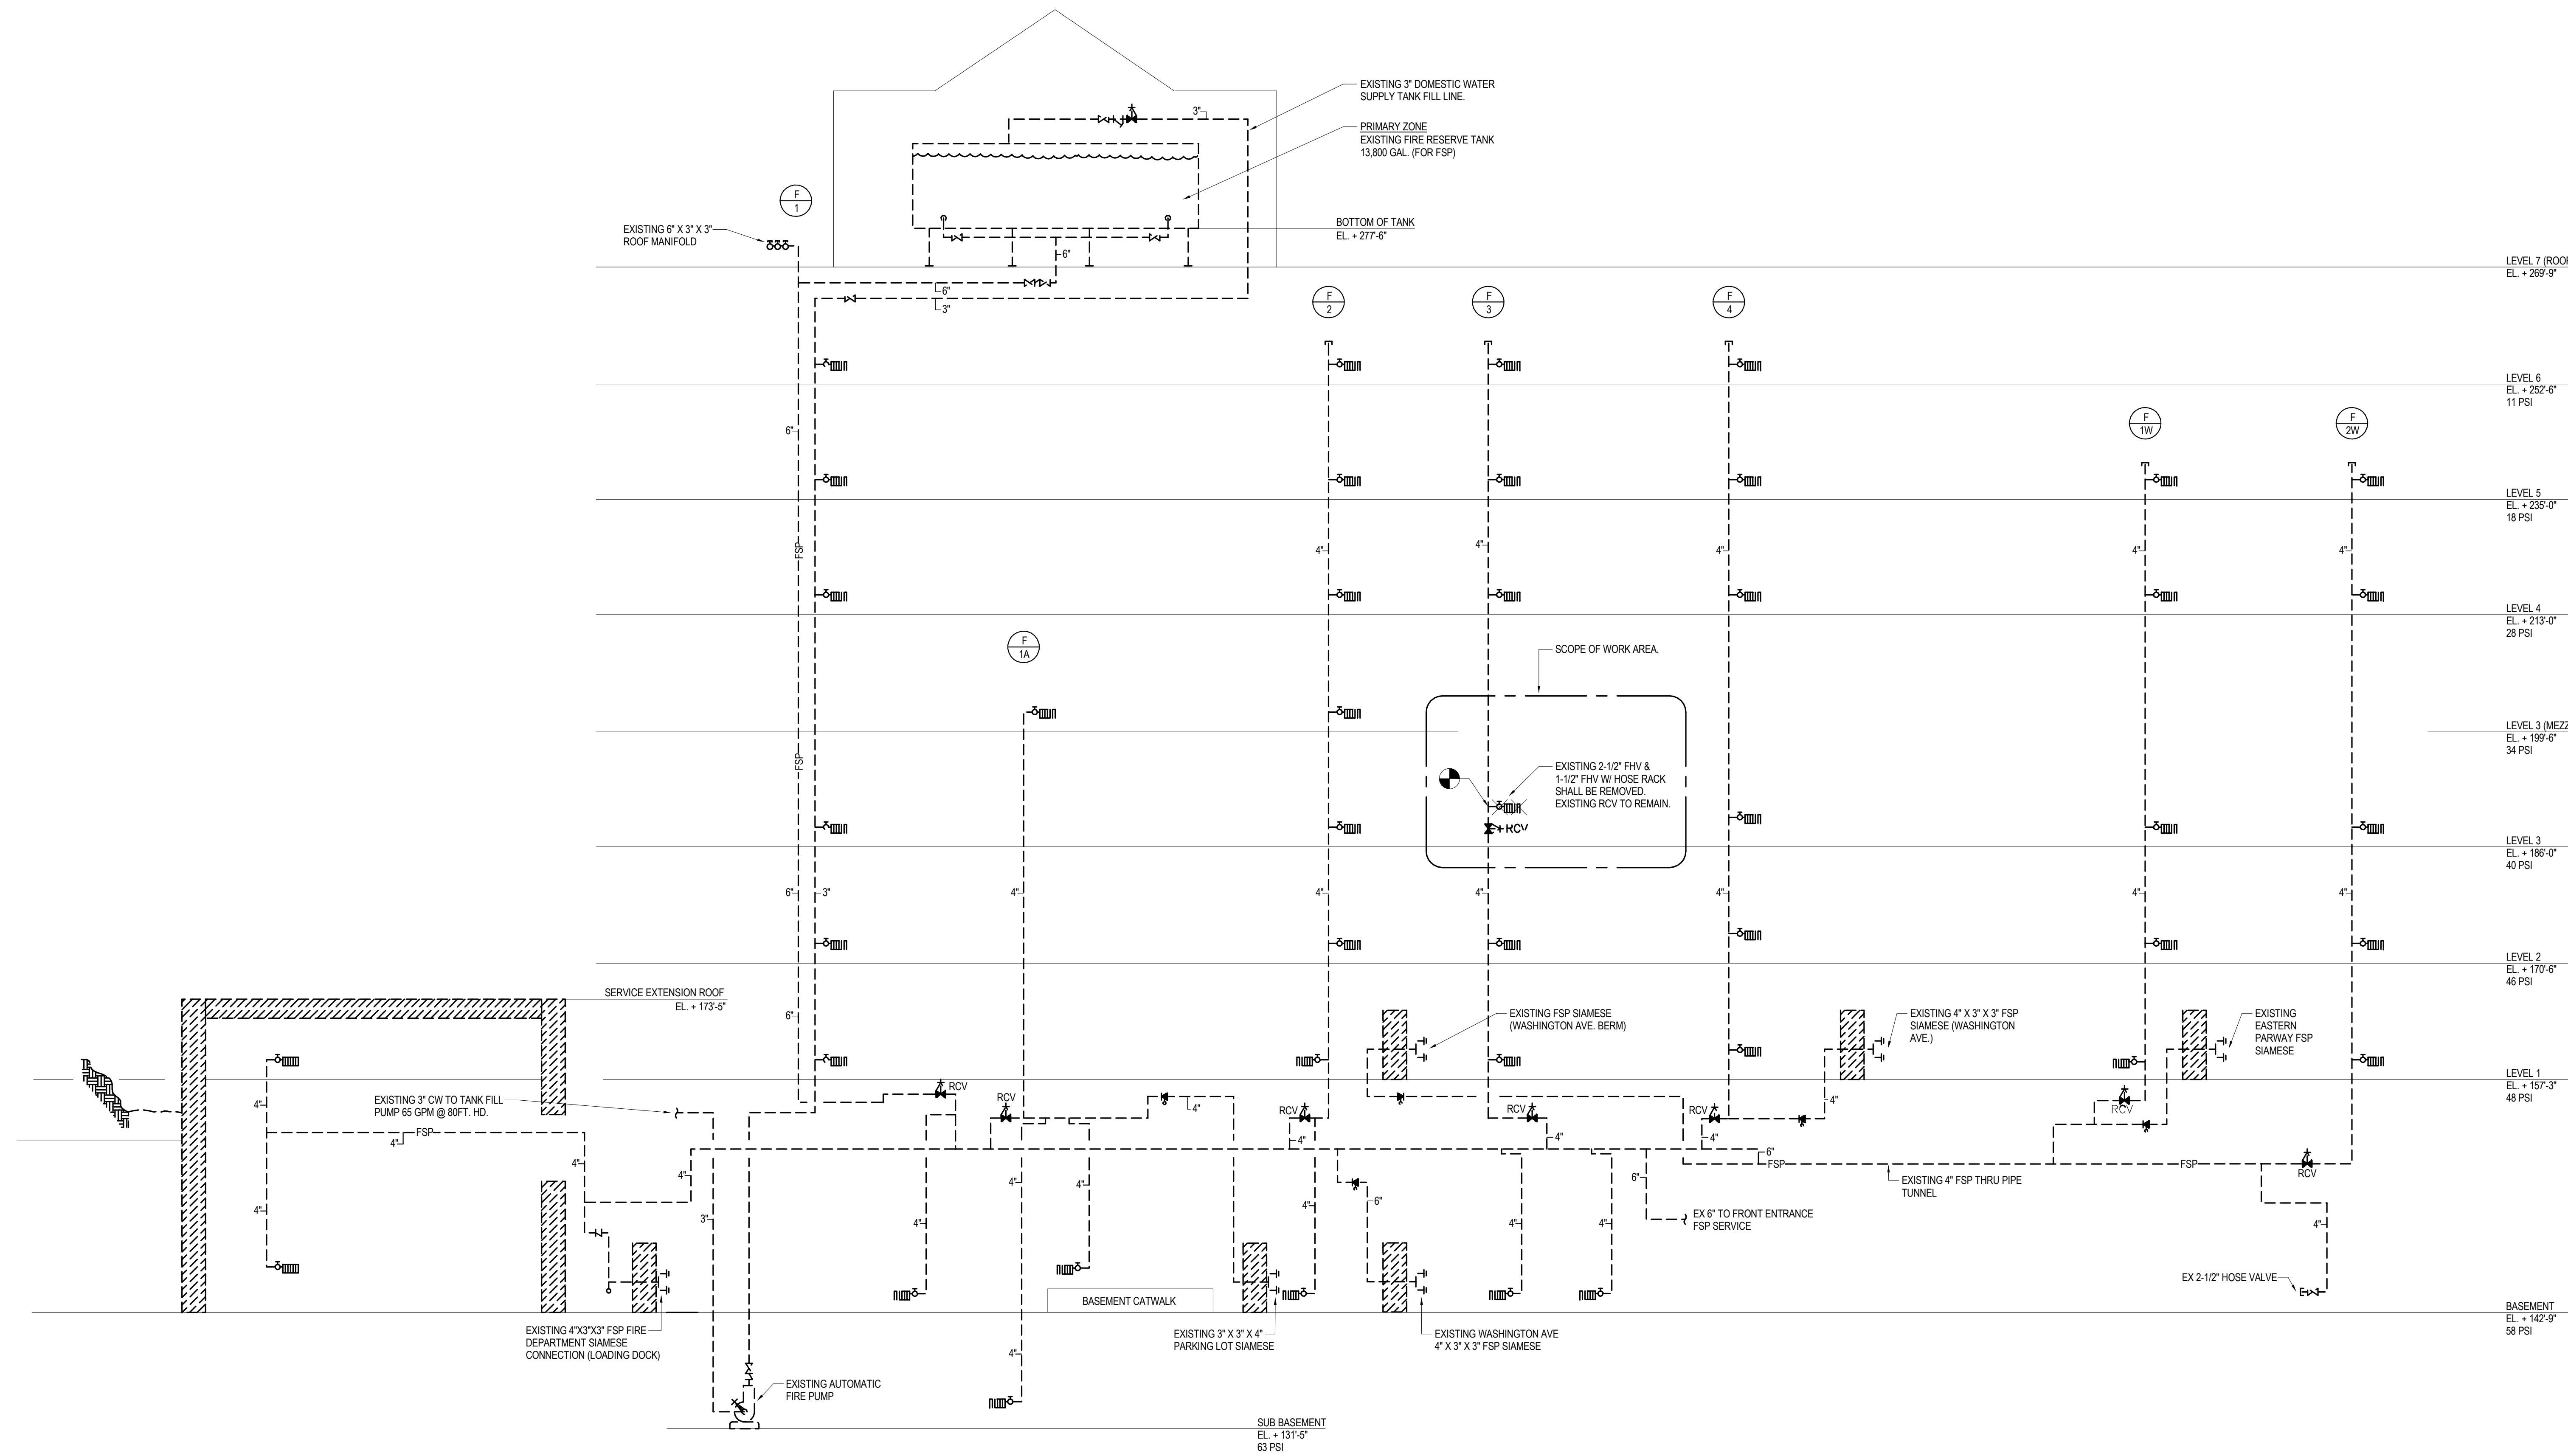 EXISTING 3" DOMESTIC WATER
SUPPLY TANK FILL LINE.
3"
PRIMARY ZONE
EXISTING FIRE RESERVE TANK
13,800 GAL. (FOR FSP)
F
1
EXISTING 6" X 3" X 3"
ROOF MANIFOLD
BOTTOM OF TANK
EL. + 277'-6"
6"
LEVEL 7 (ROOF
EL. + 269'-9"
6"
3"
F
2
F
3
F
4
LEVEL 6
EL. + 252'-6"
11 PSI
F
1W
F
2W
6"
LEVEL 5
EL. + 235'-0"
18 PSI
FSP
4"
4"
4"
4"
4"
LEVEL 4
EL. + 213'-0"
28 PSI
F
1A
SCOPE OF WORK AREA.
LEVEL 3 (MEZZ
EL. + 199'-6"
34 PSI
FSP
EXISTING 2-1/2" FHV &
1-1/2" FHV W/ HOSE RACK
SHALL BE REMOVED.
EXISTING RCV TO REMAIN.
RCV
LEVEL 3
EL. + 186'-0"
40 PSI
6"
3"
4"
4"
4"
4"
4"
4"
LEVEL 2
EL. + 170'-6"
46 PSI
SERVICE EXTENSION ROOF
EL. + 173'-5"
6"
EXISTING FSP SIAMESE
(WASHINGTON AVE. BERM)
EXISTING 4" X 3" X 3" FSP
SIAMESE (WASHINGTON
AVE.)
EXISTING
EASTERN
PARWAY FSP
SIAMESE
LEVEL 1
EL. + 157'-3"
48 PSI
EXISTING 3" CW TO TANK FILL
PUMP 65 GPM @ 80FT. HD.
4"
RCV
RCV
4"
RCV
RCV
RCV
4"
RCV
FSP
4"
4"
4"
4"
4"
4"
4"
4"
4"
6"
6"
FSP
FSP
RCV
EXISTING 4" FSP THRU PIPE
TUNNEL
4"
3"
4"
4"
6"
4"
4"
EX 6" TO FRONT ENTRANCE
FSP SERVICE
4"
EX 2-1/2" HOSE VALVE
BASEMENT CATWALK
BASEMENT
EL. + 142'-9"
58 PSI
EXISTING 4"X3"X3" FSP FIRE
DEPARTMENT SIAMESE
CONNECTION (LOADING DOCK)
EXISTING 3" X 3" X 4"
PARKING LOT SIAMESE
EXISTING WASHINGTON AVE
4" X 3" X 3" FSP SIAMESE
4"
EXISTING AUTOMATIC
FIRE PUMP
SUB BASEMENT
EL. + 131'-5"
63 PSI